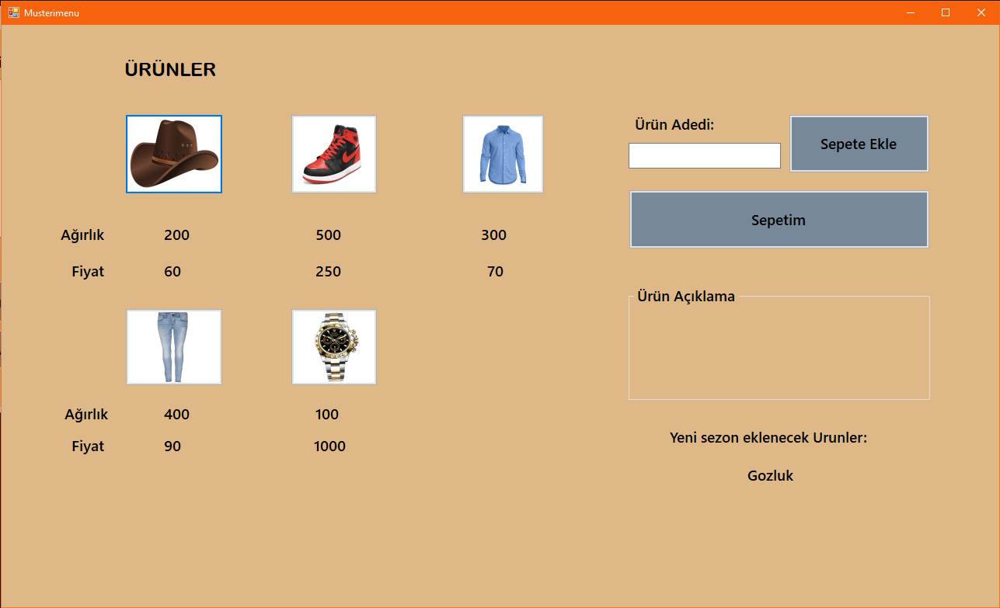 Musterimenu
ÜRÜNLER
Ürün Adedi:
Sepete Ekle
Sepetim
Ağırlık 200 500 300
Fiyat 60 250 70
Ürün Açıklama
Ağırlık 400 100
Fiyat 90 1000
Yeni sezon eklenecek Urunler:
Gozluk